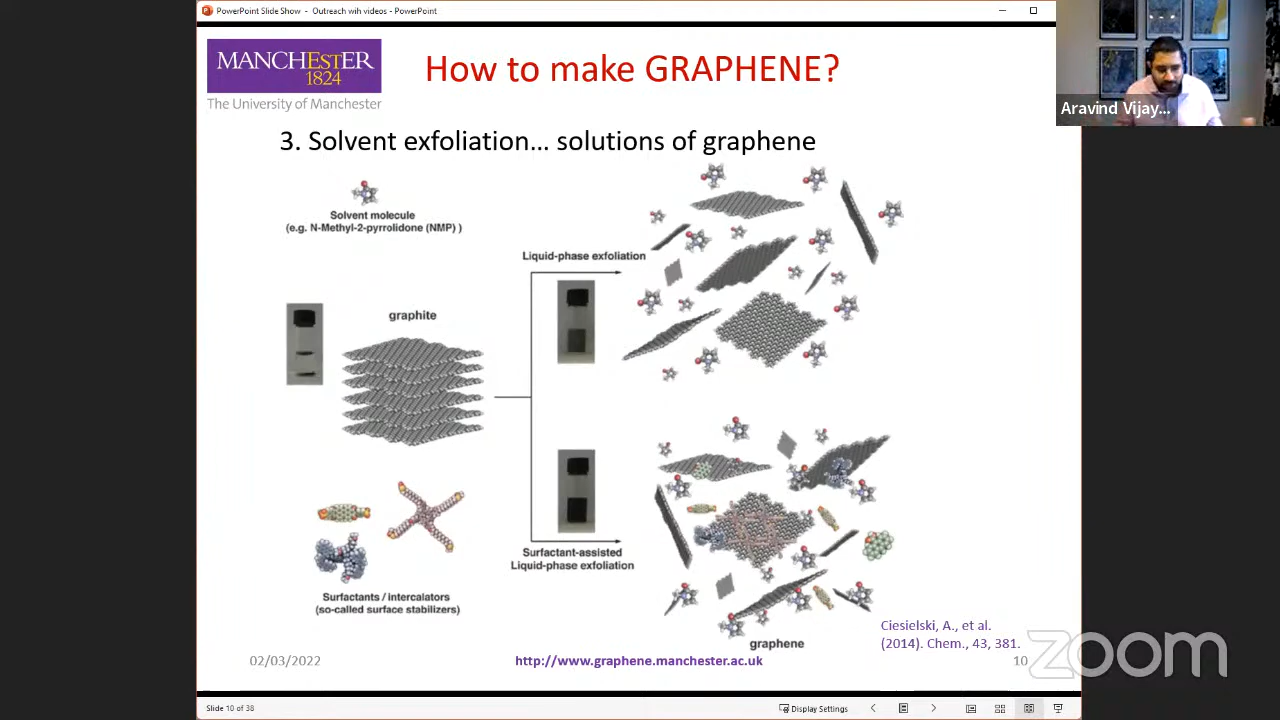 PowerPoint Slide Show - Outreach wih videos - PowerPoint
MANCHESTER
1824
The University of Manchester
How to make GRAPHENE?
Aravind Vijay...
3. Solvent exfoliation... solutions of graphene
Solvent molecule
(e.g. N-Methyl-2-pyrrolidone (NMP) )
Liquid-phase exfoliation
graphite
Surfactant-assisted
Liquid-phase exfoliation
Surfactants / intercalators
(so-called surface stabilizers)
graphene
Ciesielski, A., et al.
(2014). Chem., 43, 381.
02/03/2022
http://www.graphene.manchester.ac.uk
10
zoom
Slide 10 of 38
Display Settings